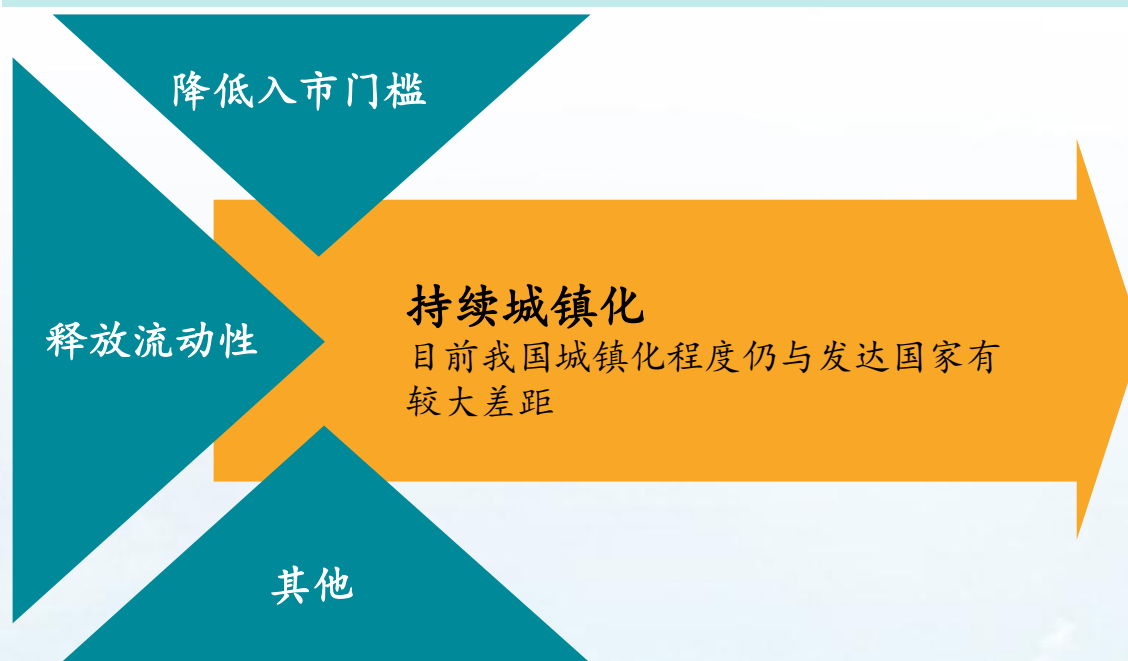 降低入市门槛
释放流动性
持续城镇化
目前我国城镇化程度仍与发达国家有
较大差距
其他